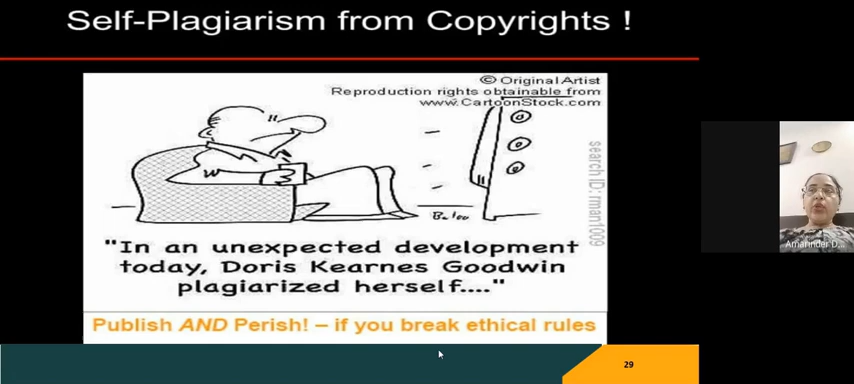 Self-Plagiarism from Copyrights !
© Original Artist
Reproduction rights obtainable from
www.CartoonStock.com
search ID: rman1009
Baloo
"In an unexpected development
today, Doris Kearnes Goodwin
plagiarized herself...."
Publish AND Perish! – if you break ethical rules
29
Amarinder D...